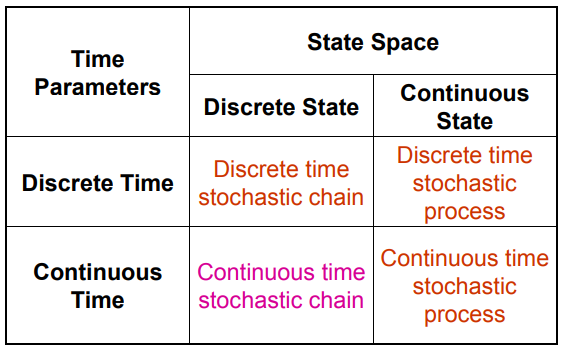 Time
Parameters
State Space
Discrete State
Continuous
State
Discrete Time
Discrete time
stochastic chain
Discrete time
stochastic
process
Continuous
Time
Continuous time
stochastic chain
Continuous time
stochastic
process